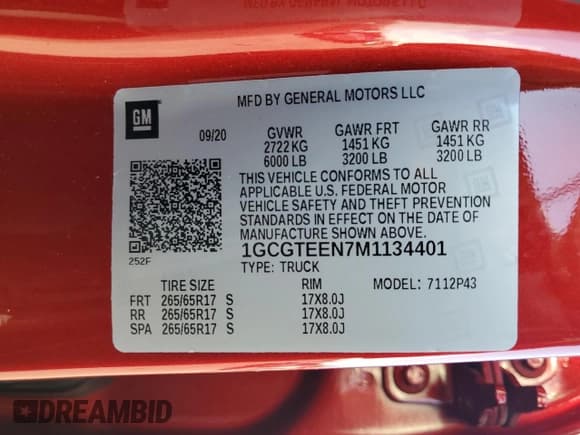 MFD BY GENERAL MOTORS LLC
GM
09/20 GVWR GAWR FRT GAWR RR
2722 KG 1451 KG 1451 KG
6000 LB 3200 LB 3200 LB
THIS VEHICLE CONFORMS TO ALL
APPLICABLE U.S. FEDERAL MOTOR
VEHICLE SAFETY AND THEFT PREVENTION
STANDARDS IN EFFECT ON THE DATE OF
MANUFACTURE SHOWN ABOVE.
252F
1GCGTEEN7M1134401
TYPE: TRUCK
TIRE SIZE RIM MODEL: 7112P43
FRT 265/65R17 S 17X8.0J
RR 265/65R17 S 17X8.0J
SPA 265/65R17 S 17X8.0J
DREAMBID